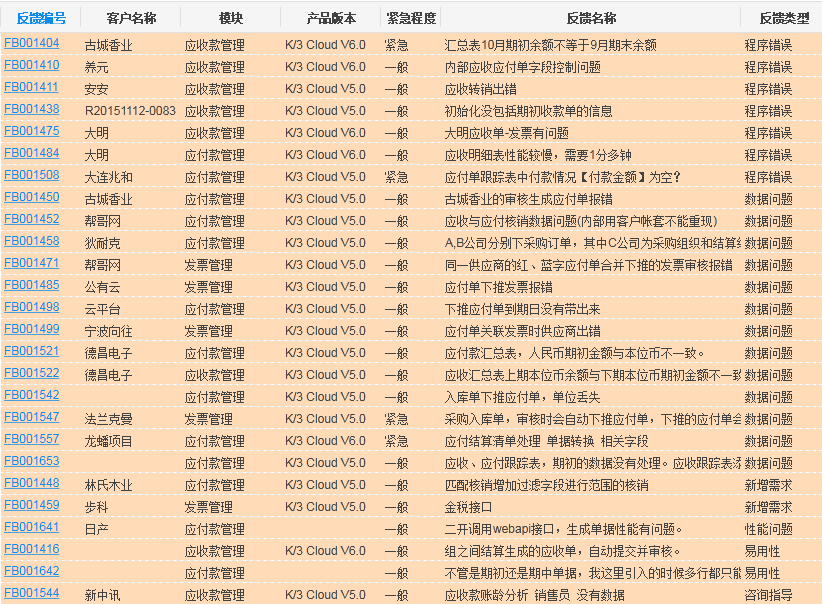 反馈编号 客户名称 模块 产品版本 紧急程度 反馈名称 反馈类型
FB001404 古城香业 应收款管理 K/3 Cloud V6.0 紧急 汇总表10月期初余额不等于9月期末余额 程序错误
FB001410 养元 应付款管理 K/3 Cloud V6.0 一般 内部应收应付单字段控制问题 程序错误
FB001411 安安 应收款管理 K/3 Cloud V5.0 一般 应收转销出错 程序错误
FB001438 R20151112-0083 应收款管理 K/3 Cloud V5.0 一般 初始化没包括期初收款单的信息 程序错误
FB001475 大明 应收款管理 K/3 Cloud V6.0 一般 大明应收单-发票有问题 程序错误
FB001484 大明 应付款管理 K/3 Cloud V6.0 一般 应收明细表性能较慢，需要1分多钟 程序错误
FB001508 大连兆和 应付款管理 K/3 Cloud V5.0 紧急 应付单跟踪表中付款情况【付款金额】为空？ 程序错误
FB001450 古城香业 应付款管理 K/3 Cloud V5.0 一般 古城香业的审核生成应付单报错 数据问题
FB001452 帮哥网 应付款管理 K/3 Cloud V5.0 一般 应收与应付核销数据问题(内部用客户帐套不能重现) 数据问题
FB001458 狄耐克 应付款管理 K/3 Cloud V5.0 一般 A,B公司分别下采购订单，其中C公司为采购组织和结算 数据问题
FB001471 帮哥网 发票管理 K/3 Cloud V5.0 一般 同一供应商的红、蓝字应付单合并下推的发票审核报错 数据问题
FB001485 公有云 发票管理 K/3 Cloud V5.0 一般 应付单下推发票报错 数据问题
FB001498 云平台 应付款管理 K/3 Cloud V5.0 一般 下推应付单到期日没有带出来 数据问题
FB001499 宁波向往 发票管理 K/3 Cloud V5.0 一般 应付单关联发票时供应商出错 数据问题
FB001521 德昌电子 应付款管理 K/3 Cloud V5.0 一般 应付款汇总表，人民币期初金额与本位币不一致。 数据问题
FB001522 德昌电子 应收款管理 K/3 Cloud V5.0 一般 应收汇总表上期本位币余额与下期本位币期初金额不一致 数据问题
FB001542 应付款管理 K/3 Cloud V5.0 一般 入库单下推应付单，单位丢失 数据问题
FB001547 法兰克曼 发票管理 K/3 Cloud V5.0 紧急 采购入库单，审核时会自动下推应付单，下推的应付单会 数据问题
FB001557 龙蟠项目 应付款管理 K/3 Cloud V6.0 紧急 应付结算清单处理 单据转换 相关字段 数据问题
FB001653 应付款管理 K/3 Cloud V5.0 一般 应收、应付跟踪表，期初的数据没有处理。应收跟踪表 数据问题
FB001448 林氏木业 应付款管理 K/3 Cloud V5.0 一般 匹配核销增加过滤字段进行范围的核销 新增需求
FB001459 步科 发票管理 K/3 Cloud V5.0 一般 金税接口 新增需求
FB001641 日产 应付款管理 一般 二开调用webapi接口，生成单据性能有问题。 性能问题
FB001416 应收款管理 K/3 Cloud V6.0 一般 组之间结算生成的应收单，自动提交并审核。 易用性
FB001642 应付款管理 一般 不管是期初还是期中单据，我这里引入的时候多行都只能 易用性
FB001544 新中讯 应收款管理 K/3 Cloud V5.0 一般 应收款账龄分析 销售员 没有数据 咨询指导